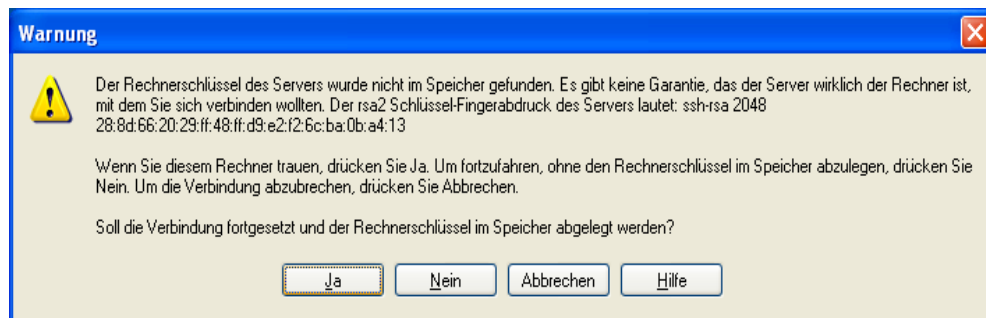 Warnung
Der Rechnerschlüssel des Servers wurde nicht im Speicher gefunden. Es gibt keine Garantie, das der Server wirklich der Rechner ist,
mit dem Sie sich verbinden wollten. Der rsa2 Schlüssel-Fingerabdruck des Servers lautet: ssh-rsa 2048
28:8d:66:20:29:ff:48:ff:d9:e2:f2:6c:ba:0b:a4:13
Wenn Sie diesem Rechner trauen, drücken Sie Ja. Um fortzufahren, ohne den Rechnerschlüssel im Speicher abzulegen, drücken Sie
Nein. Um die Verbindung abzubrechen, drücken Sie Abbrechen.
Soll die Verbindung fortgesetzt und der Rechnerschlüssel im Speicher abgelegt werden?
Ja Nein Abbrechen Hilfe